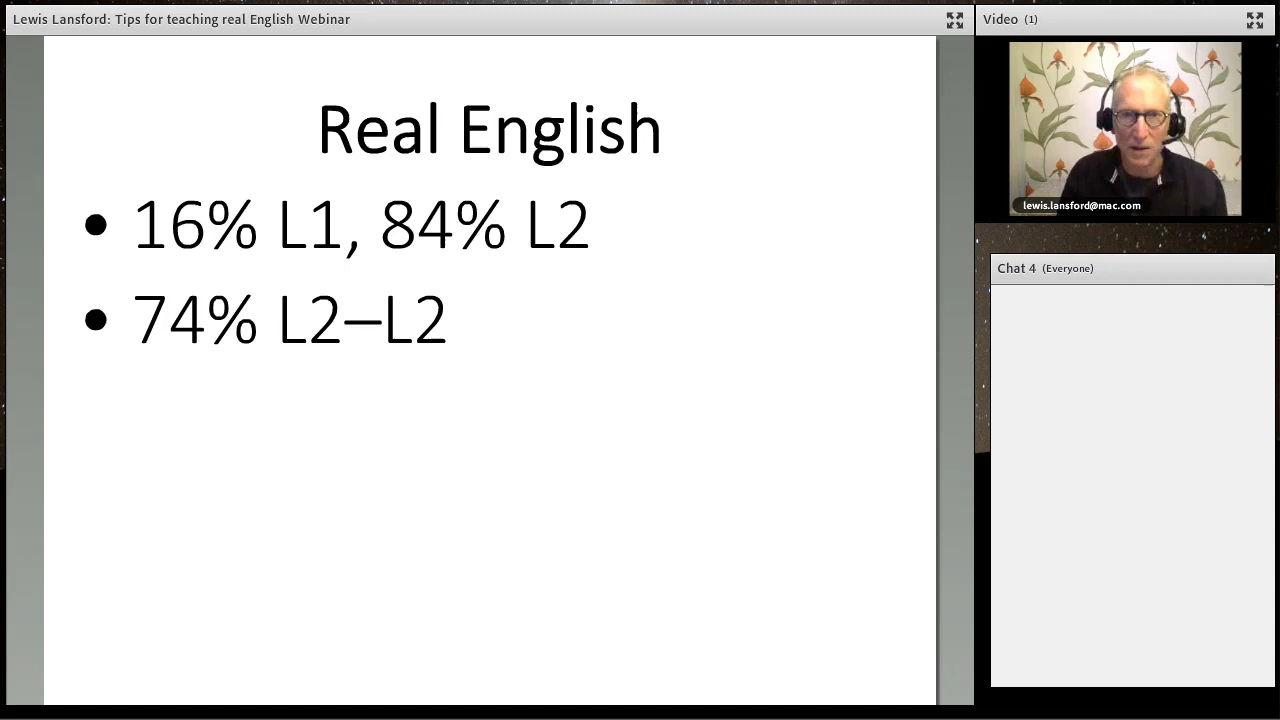 Lewis Lansford: Tips for teaching real English Webinar
Video (1)
Real English
• 16% L1, 84% L2
• 74% L2–L2
lewis.lansford@mac.com
Chat 4 (Everyone)